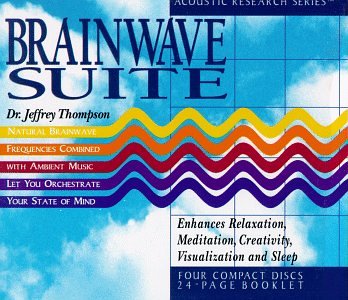 ACOUSTIC RESEARCH SERIES™
BRAINWAVE
SUITE
Dr. Jeffrey Thompson
NATURAL BRAINWAVE
FREQUENCIES COMBINED
WITH AMBIENT MUSIC
LET YOU ORCHESTRATE
YOUR STATE OF MIND
Enhances Relaxation,
Meditation, Creativity,
Visualization and Sleep
FOUR COMPACT DISCS
24-PAGE BOOKLET